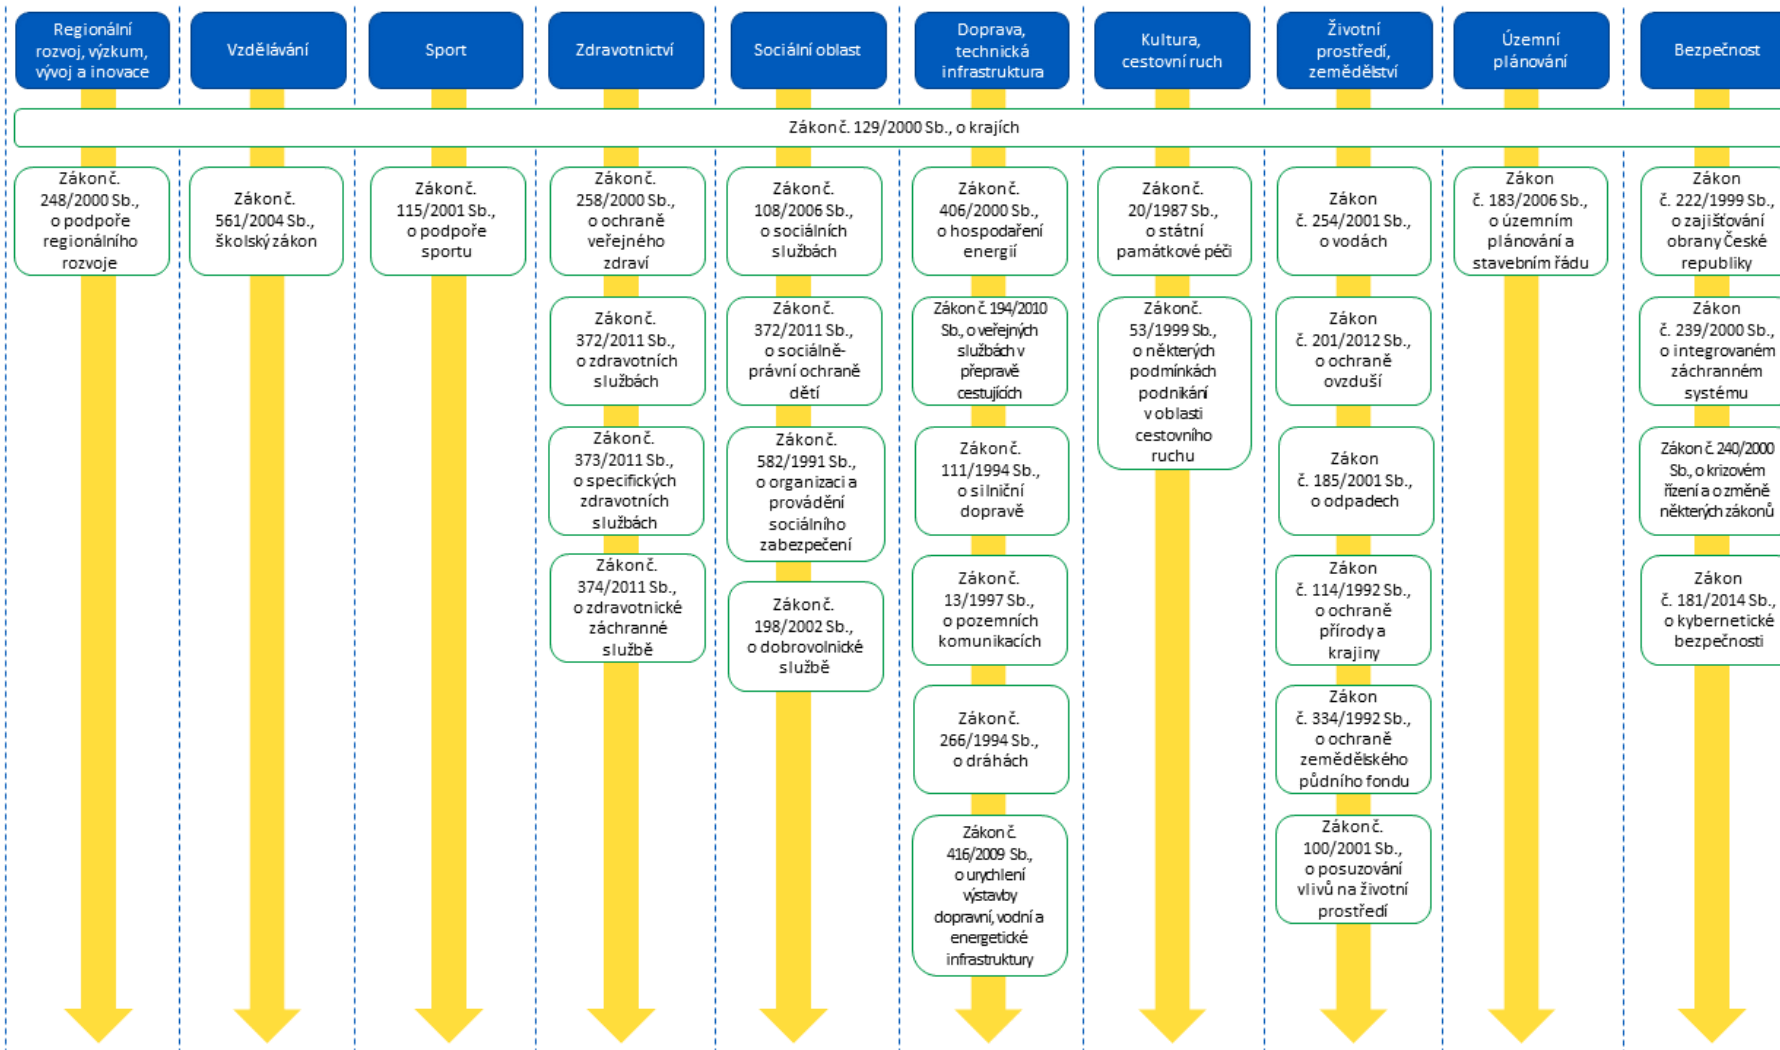 Regionální
rozvoj, výzkum,
vývoj a inovace
Vzdělávání
Sport
Zdravotnictví
Sociální oblast
Doprava,
technická
infrastruktura
Kultura,
cestovní ruch
Životní
prostředí,
zemědělství
Územní
plánování
Bezpečnost
Zákon č. 129/2000 Sb., o krajích
Zákon č.
248/2000 Sb.,
o podpoře
regionálního
rozvoje
Zákon č.
561/2004 Sb.,
školský zákon
Zákon č.
115/2001 Sb.,
o podpoře
sportu
Zákon č.
258/2000 Sb.,
o ochraně
veřejného
zdraví
Zákon č.
372/2011 Sb.,
o zdravotních
službách
Zákon č.
373/2011 Sb.,
o specifických
zdravotních
službách
Zákon č.
374/2011 Sb.,
o zdravotnické
záchranné
službě
Zákon č.
108/2006 Sb.,
o sociálních
službách
Zákon č.
372/2011 Sb.,
o sociálně-
právní ochraně
dětí
Zákon č.
582/1991 Sb.,
o organizaci a
provádění
sociálního
zabezpečení
Zákon č.
198/2002 Sb.,
o dobrovolnické
službě
Zákon č.
406/2000 Sb.,
o hospodaření
energií
Zákon č. 194/2010
Sb., o veřejných
službách v
přepravě
cestujících
Zákon č.
111/1994 Sb.,
o silniční
dopravě
Zákon č.
13/1997 Sb.,
o pozemních
komunikacích
Zákon č.
266/1994 Sb.,
o dráhách
Zákon č.
416/2009 Sb.,
o urychlení
výstavby
dopravní, vodní a
energetické
infrastruktury
Zákon č.
20/1987 Sb.,
o státní
památkové péči
Zákon č.
53/1999 Sb.,
o některých
podmínkách
podnikání
v oblasti
cestovního
ruchu
Zákon
č. 254/2001 Sb.,
o vodách
Zákon
č. 201/2012 Sb.,
o ochraně
ovzduší
Zákon
č. 185/2001 Sb.,
o odpadech
Zákon
č. 114/1992 Sb.,
o ochraně
přírody a
krajiny
Zákon
č. 334/1992 Sb.,
o ochraně
zemědělského
půdního fondu
Zákon č.
100/2001 Sb.,
o posuzování
vlivů na životní
prostředí
Zákon
č. 183/2006 Sb.,
o územním
plánování a
stavebním řádu
Zákon
č. 222/1999 Sb.,
o zajišťování
obrany České
republiky
Zákon
č. 239/2000 Sb.,
o integrovaném
záchranném
systému
Zákon č. 240/2000
Sb., o krizovém
řízení a o změně
některých zákonů
Zákon
č. 181/2014 Sb.,
o kybernetické
bezpečnosti